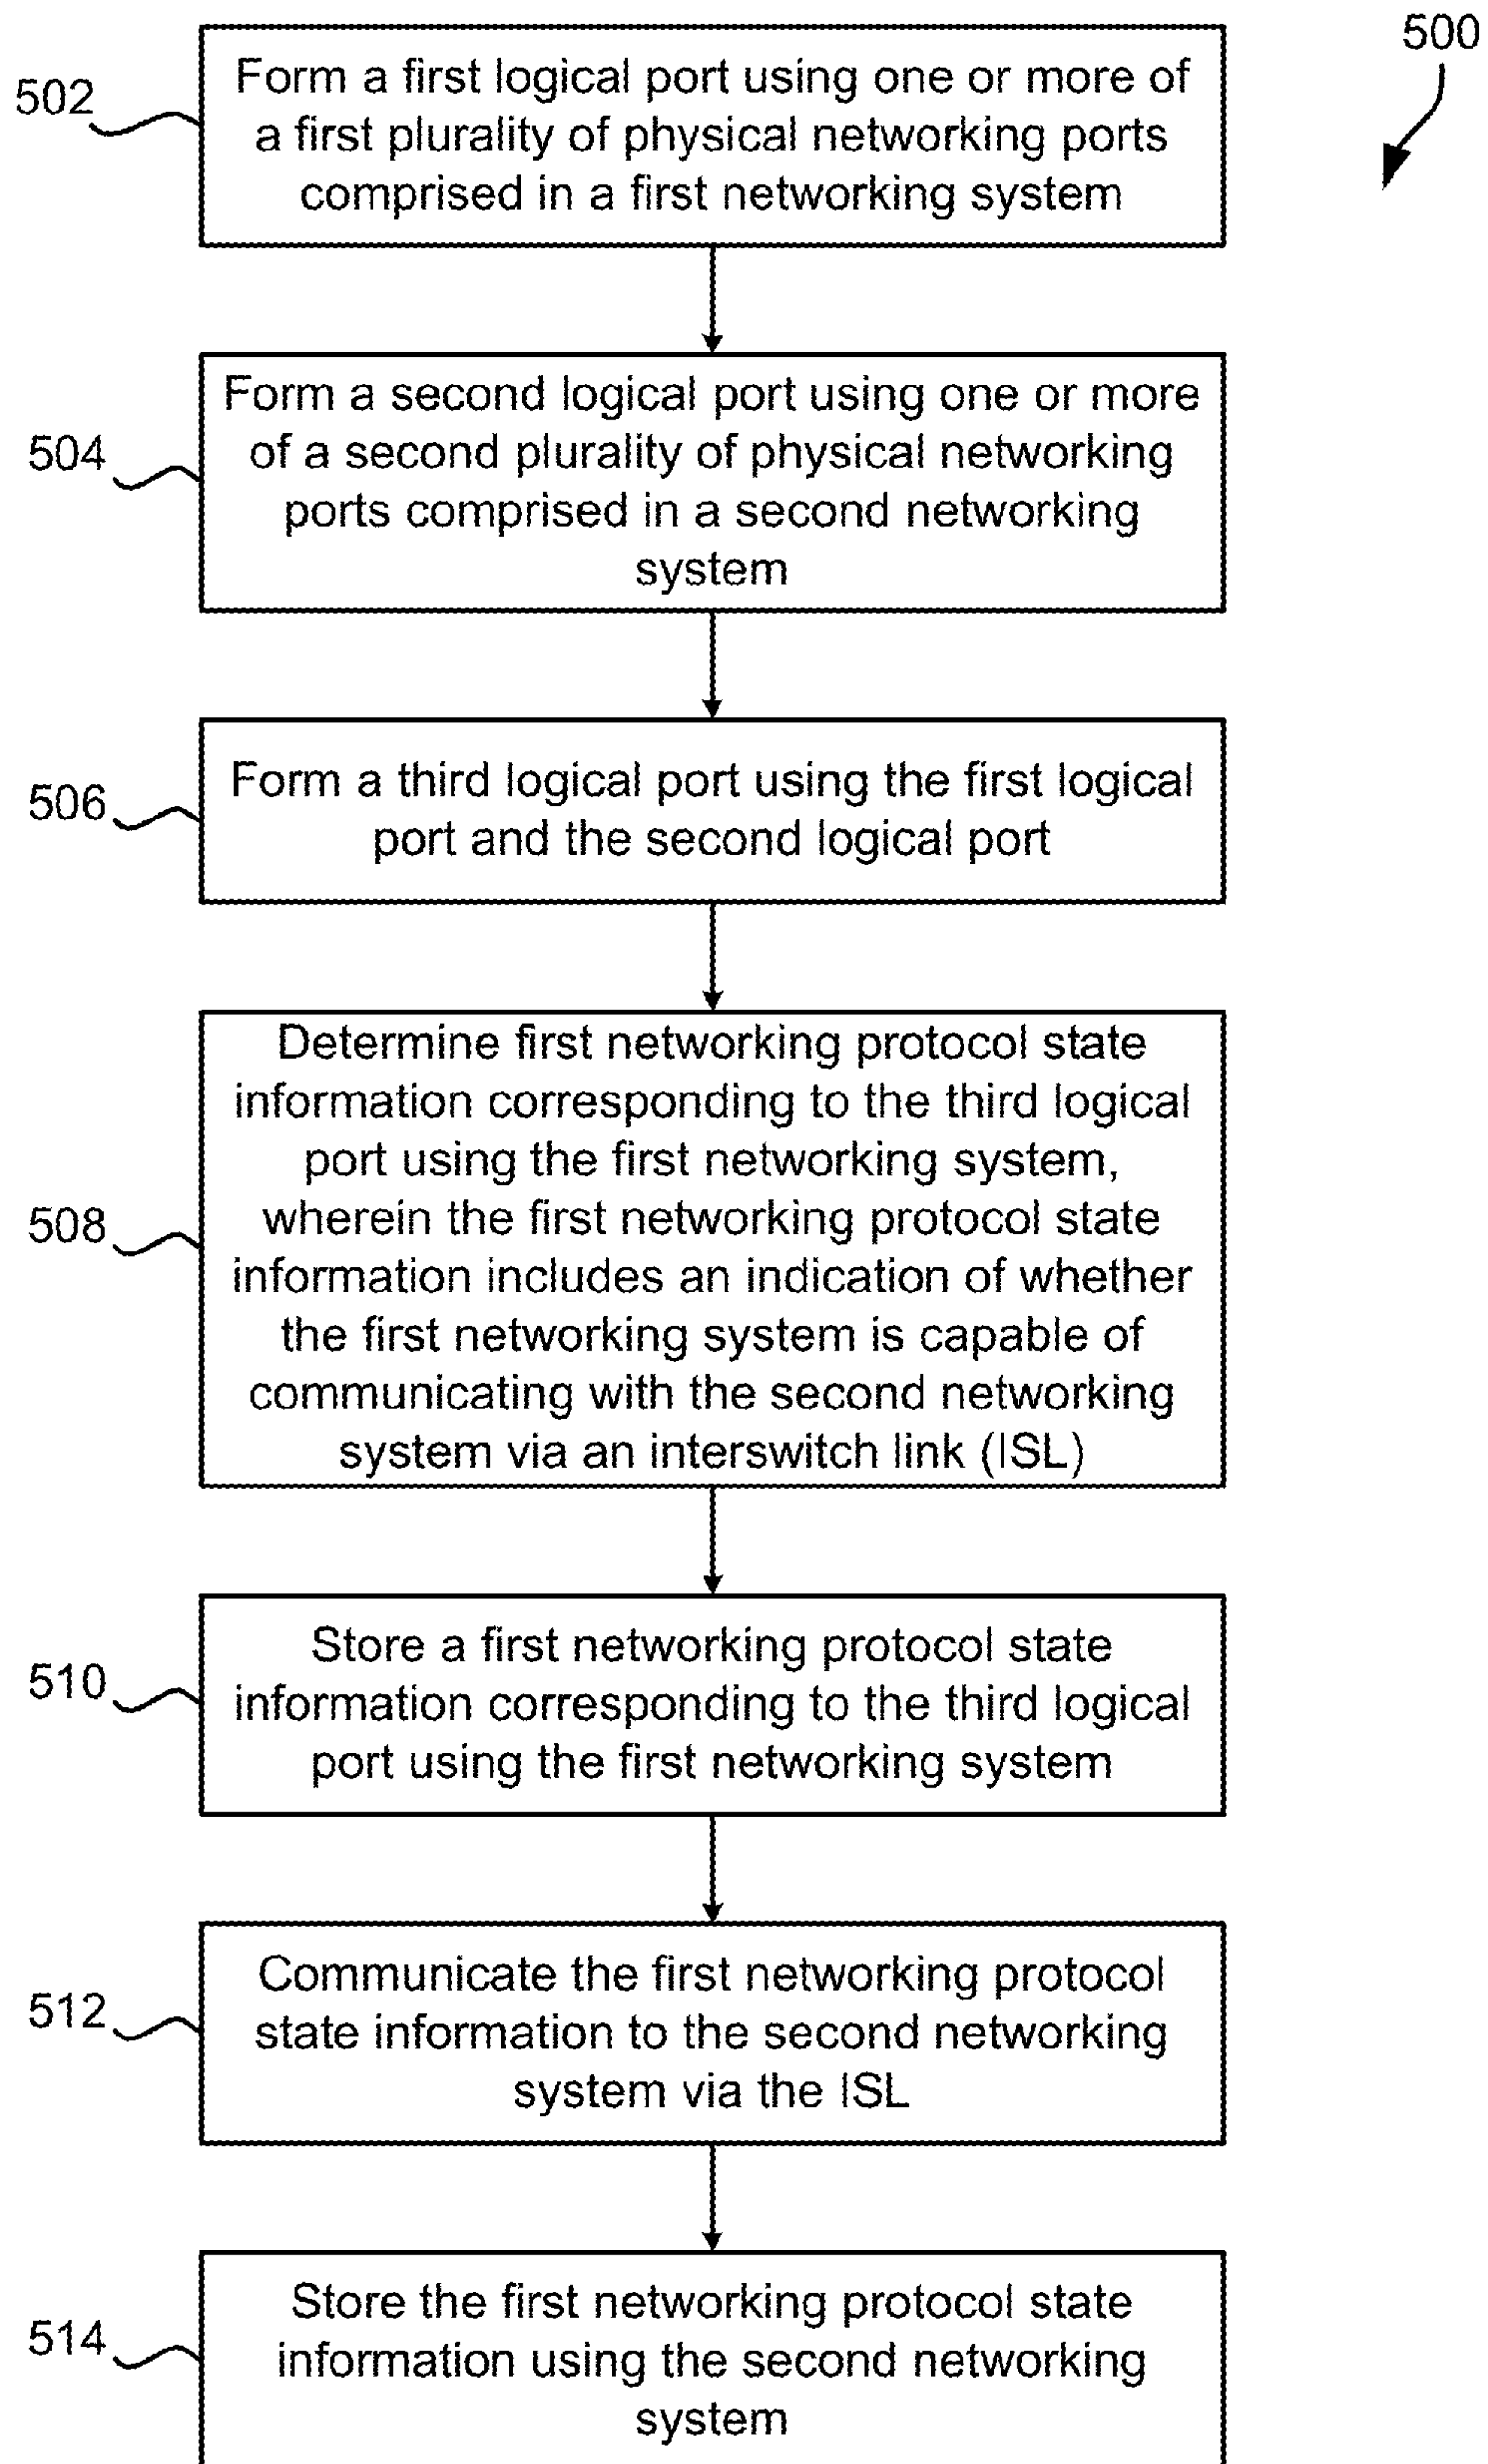 500
502
Form a first logical port using one or more of
a first plurality of physical networking ports
comprised in a first networking system
504
Form a second logical port using one or more
of a second plurality of physical networking
ports comprised in a second networking
system
506
Form a third logical port using the first logical
port and the second logical port
508
Determine first networking protocol state
information corresponding to the third logical
port using the first networking system,
wherein the first networking protocol state
information includes an indication of whether
the first networking system is capable of
communicating with the second networking
system via an interswitch link (ISL)
510
Store a first networking protocol state
information corresponding to the third logical
port using the first networking system
512
Communicate the first networking protocol
state information to the second networking
system via the ISL
514
Store the first networking protocol state
information using the second networking
system